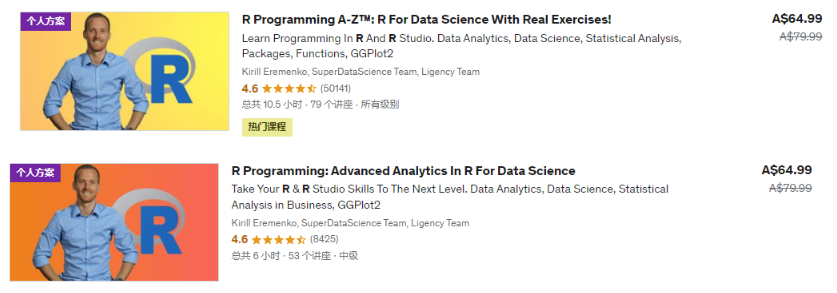 个人方案
R
R Programming A-Z™: R For Data Science With Real Exercises!
A$64.99
Learn Programming In R And R Studio. Data Analytics, Data Science, Statistical Analysis,
A$79.99
Packages, Functions, GGPlot2
Kirill Eremenko, SuperDataScience Team, Ligency Team
4.6 (50141)
总共 10.5 小时 · 79 个讲座 · 所有级别
热门课程
个人方案
R
R Programming: Advanced Analytics In R For Data Science
A$64.99
Take Your R & R Studio Skills To The Next Level. Data Analytics, Data Science, Statistical
A$79.99
Analysis in Business, GGPlot2
Kirill Eremenko, SuperDataScience Team, Ligency Team
4.6 (8425)
总共 6 小时 · 53 个讲座 · 中级